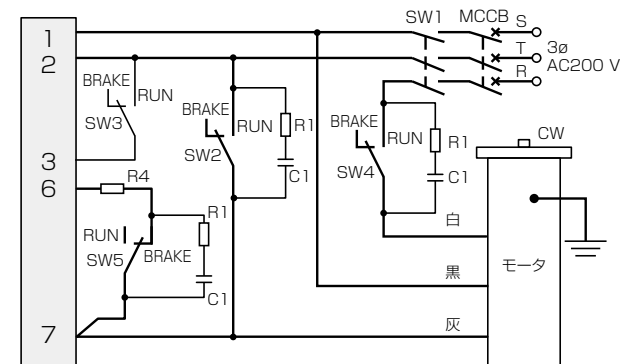 SW1
MCCB
S
1
T
3ø
AC200 V
2
R
BRAKE
RUN
SW3
BRAKE
RUN
R1
SW2
C1
BRAKE
RUN
R1
SW4
C1
CW
3
6
R4
R1
白
RUN
SW5
BRAKE
C1
黒
モータ
灰
7